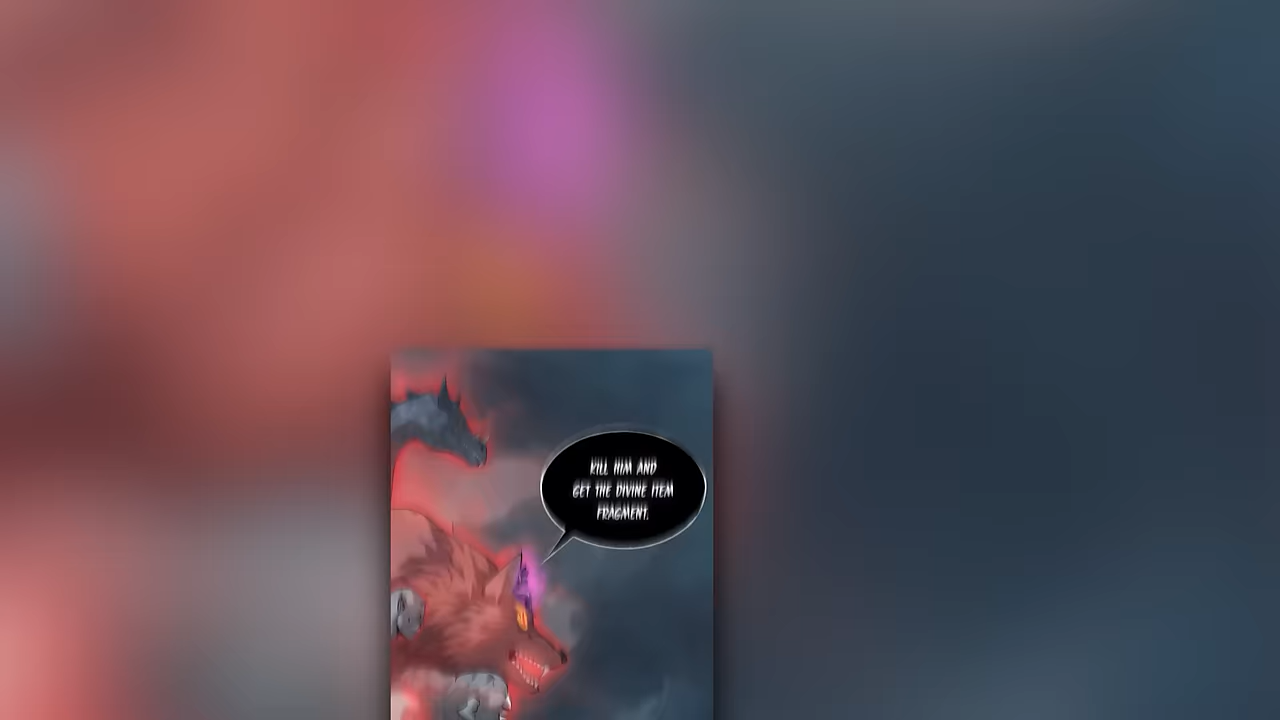 KILL HIM AND
GET THE DIVINE ITEM
FRAGMENT.